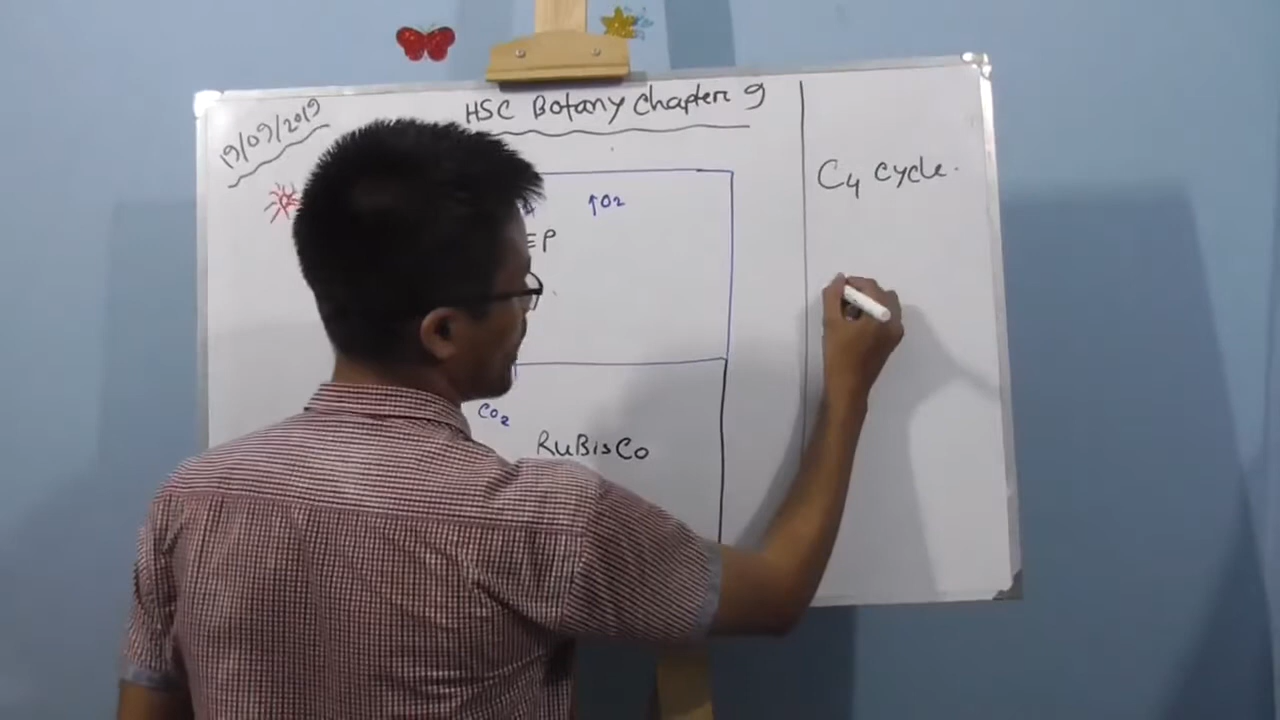 19/09/2019
HSC Botany Chapter 9
C4 cycle.
↑O2
EP
CO2
RuBisCo